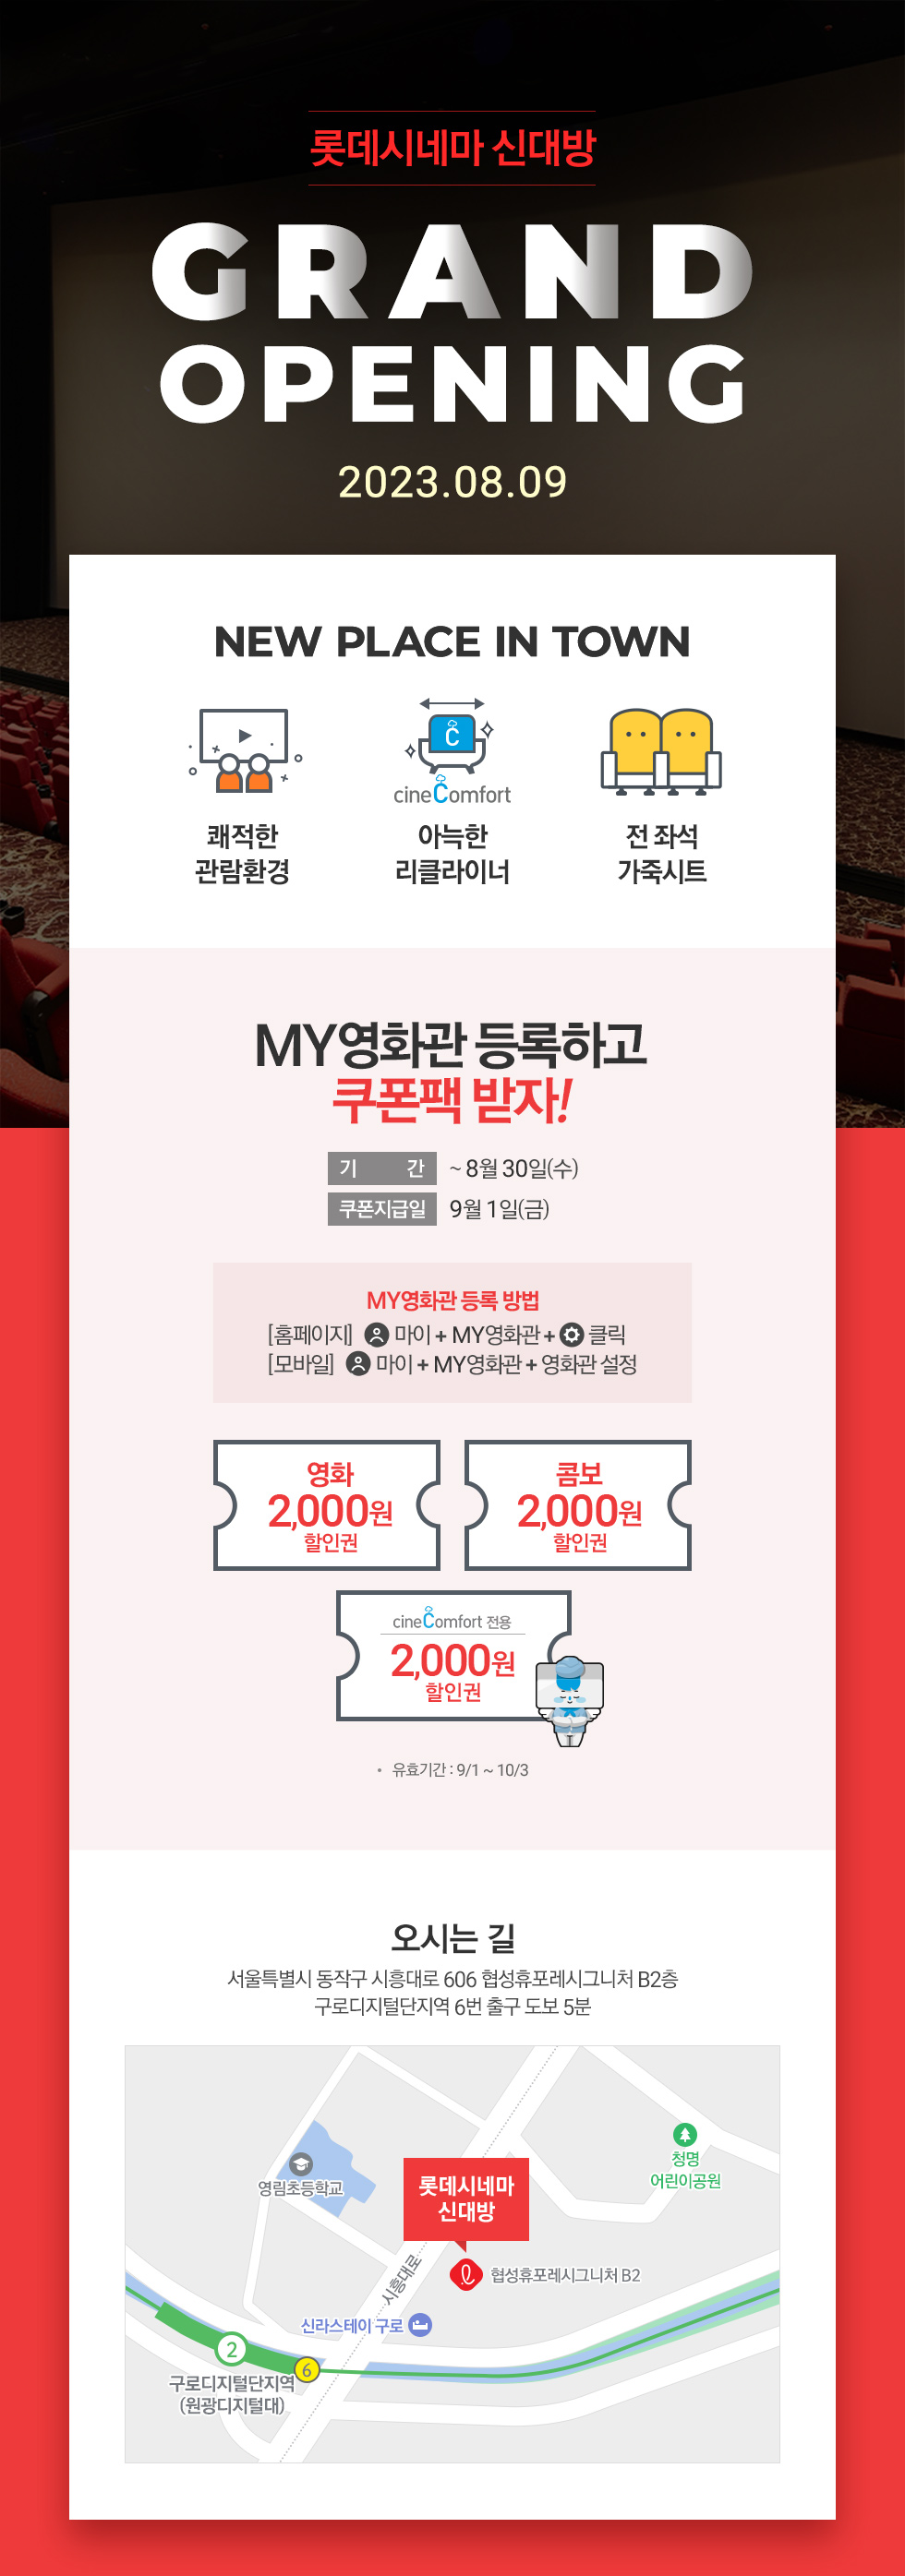 롯데시네마 신대방
GRAND
OPENING
2023.08.09
NEW PLACE IN TOWN
C
cineComfort
쾌적한
관람환경
아늑한
리클라이너
전 좌석
가죽시트
MY영화관 등록하고
쿠폰팩 받자!
기 간 ~ 8월 30일(수)
쿠폰지급일 9월 1일(금)
MY영화관 등록 방법
[홈페이지] 마이 + MY영화관 + 클릭
[모바일] 마이 + MY영화관 + 영화관 설정
영화
2,000원
할인권
콤보
2,000원
할인권
cineComfort 전용
2,000원
할인권
• 유효기간 : 9/1 ~ 10/3
오시는 길
서울특별시 동작구 시흥대로 606 협성휴포레시그니처 B2층
구로디지털단지역 6번 출구 도보 5분
청명
어린이공원
영림초등학교
롯데시네마
신대방
시흥대로
협성휴포레시그니처 B2
신라스테이 구로
2
6
구로디지털단지역
(원광디지털대)